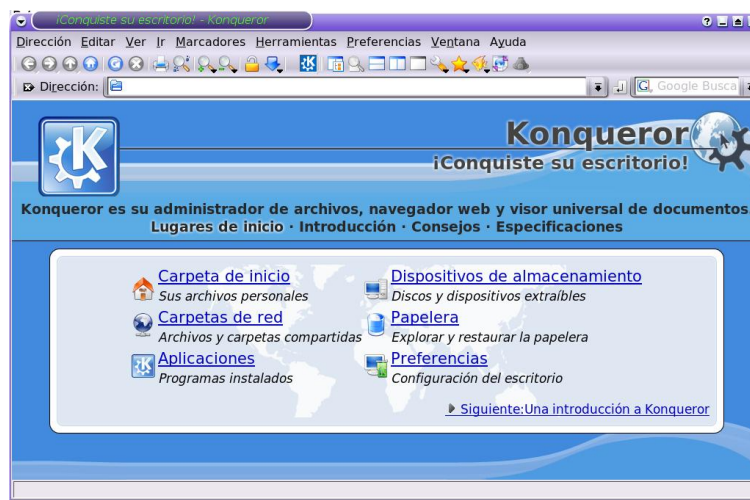 ¡Conquiste su escritorio! - Konqueror
Dirección Editar Ver Ir Marcadores Herramientas Preferencias Ventana Ayuda
Dirección: Google Busca
Konqueror
¡Conquiste su escritorio!
Konqueror es su administrador de archivos, navegador web y visor universal de documentos
Lugares de inicio · Introducción · Consejos · Especificaciones
Carpeta de inicio Dispositivos de almacenamiento
Sus archivos personales Discos y dispositivos extraíbles
Carpetas de red Papelera
Archivos y carpetas compartidas Explorar y restaurar la papelera
Aplicaciones Preferencias
Programas instalados Configuración del escritorio
Siguiente:Una introducción a Konqueror